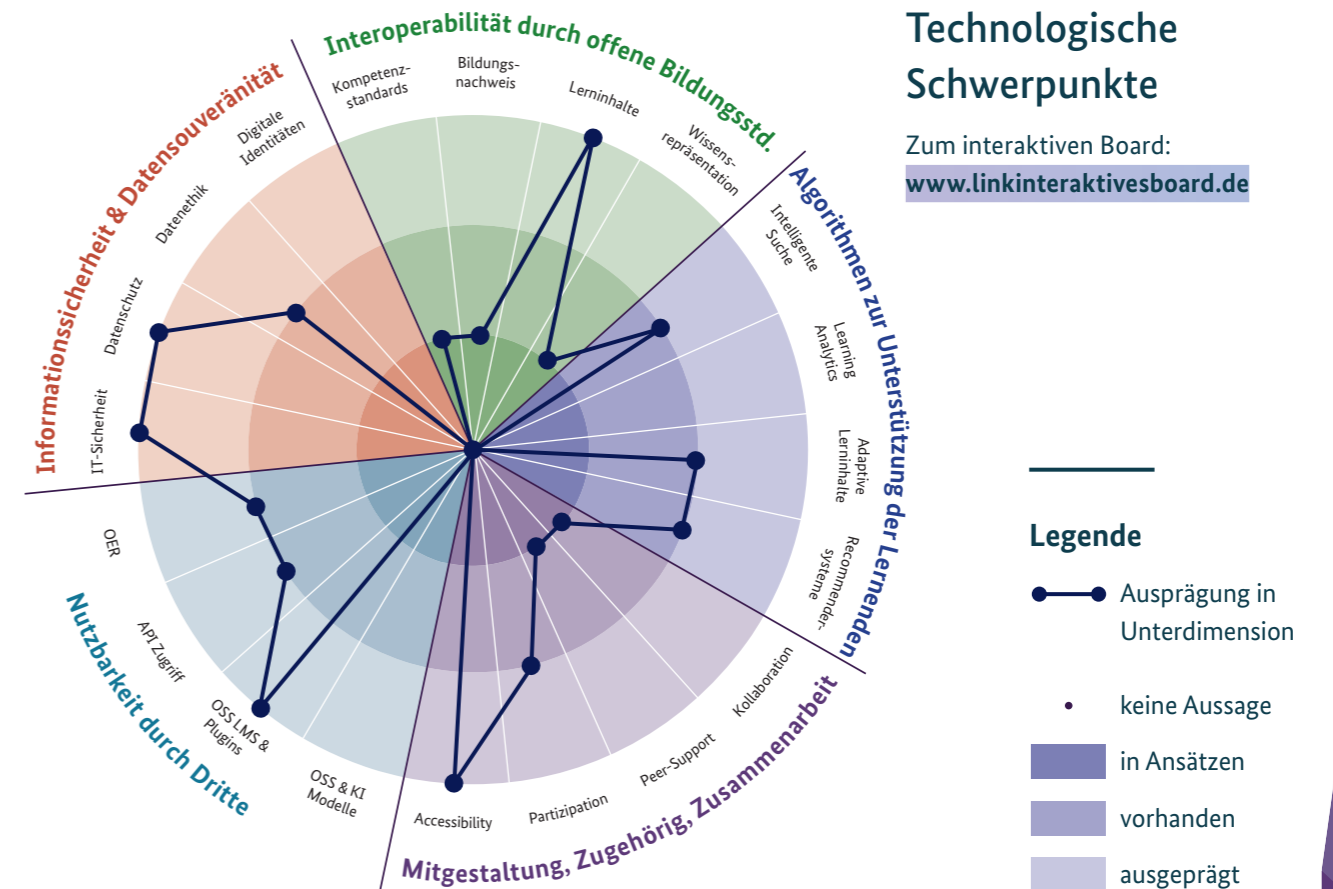 Technologische
Schwerpunkte
Zum interaktiven Board:
www.linkinteraktivesboard.de
Interoperabilität durch offene Bildungsstd.
Kompetenz-
standards
Bildungs-
nachweis
Lerninhalte
Wissens-
repräsentation
Algorithmen zur Unterstützung der Lernenden
Intelligente
Suche
Learning
Analytics
Adaptive
Lerninhalte
Recommender-
systeme
Mitgestaltung, Zugehörig, Zusammenarbeit
Kollaboration
Peer-Support
Partizipation
Accessibility
Nutzbarkeit durch Dritte
OSS & KI
Modelle
OSS LMS &
Plugins
API Zugriff
OER
Informationssicherheit & Datensouveränität
IT-Sicherheit
Datenschutz
Datenethik
Digitale
Identitäten
Legende
Ausprägung in
Unterdimension
keine Aussage
in Ansätzen
vorhanden
ausgeprägt